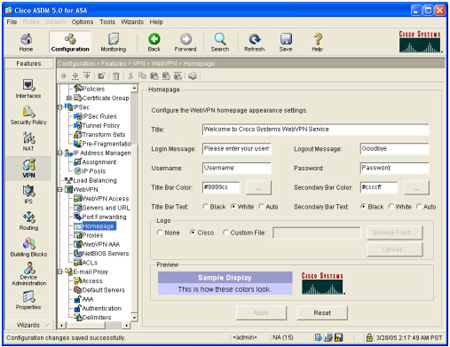 Cisco ASDM 5.0 for ASA
File Rules Search Options Tools Wizards Help
Home Configuration Monitoring Back Forward Search Refresh Save Help
CISCO SYSTEMS
Features
Configuration > Features > VPN > WebVPN > Homepage
Interfaces
Security Policy
NAT
VPN
IPS
Routing
Building Blocks
Device
Administration
Properties
Wizards
Policies
Certificate Group
IPSec
IPSec Rules
Tunnel Policy
Transform Sets
Pre-Fragmentatio
IP Address Managen
Assignment
IP Pools
Load Balancing
WebVPN
WebVPN Access
Servers and URL
Port Forwarding
Homepage
Proxies
WebVPN AAA
NetBIOS Servers
ACLs
E-mail Proxy
Access
Default Servers
AAA
Authentication
Delimiters
Homepage
Configure the WebVPN homepage appearance settings.
Title: Welcome to Cisco Systems WebVPN Service
Login Message: Please enter your usern Logout Message: Goodbye
Username: Username Password: Password
Title Bar Color: #9999cc ... Secondary Bar Color: #ccccff ...
Title Bar Text: Black White Auto Secondary Bar Text: Black White Auto
Logo
None Cisco Custom File: Browse Flash...
Upload...
Preview
Sample Display
This is how these colors look.
CISCO SYSTEMS
Apply Reset
Configuration changes saved successfully. <admin> NA (15) 3/28/05 2:17:49 AM PST